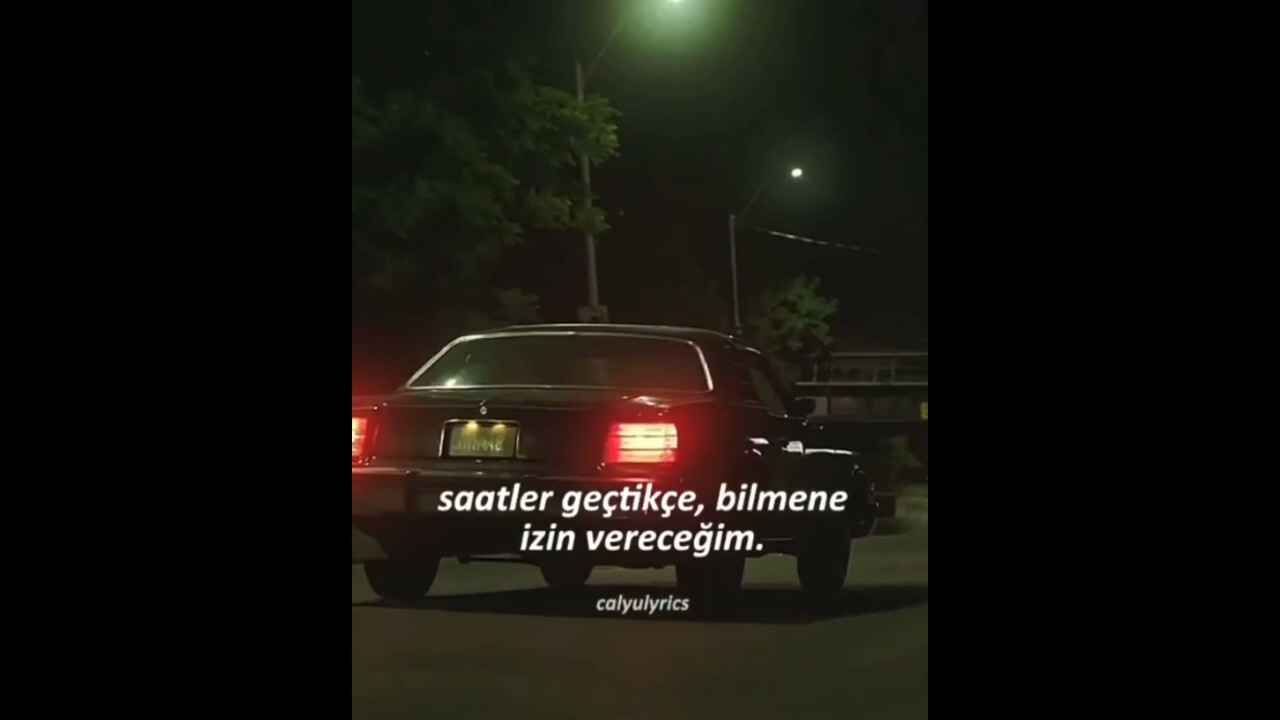 saatler geçtikçe, bilmene
izin vereceğim.
calyulyrics